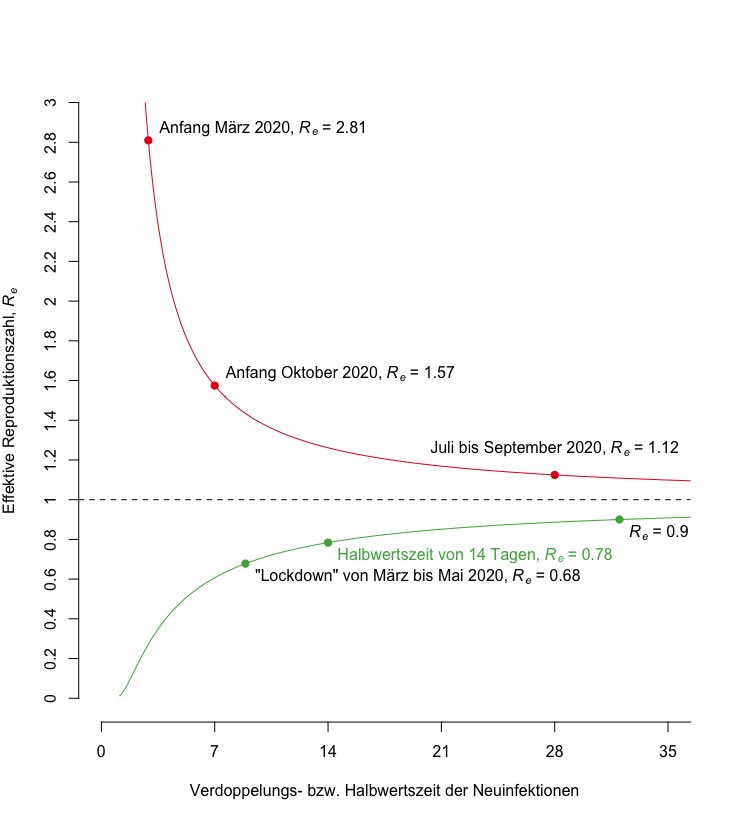 3
2.8
2.6
2.4
2.2
2
1.8
1.6
1.4
1.2
1
0.8
0.6
0.4
0.2
0
Effektive Reproduktionszahl, Re
Anfang März 2020, Re = 2.81
Anfang Oktober 2020, Re = 1.57
Juli bis September 2020, Re = 1.12
Re = 0.9
Halbwertszeit von 14 Tagen, Re = 0.78
"Lockdown" von März bis Mai 2020, Re = 0.68
0 7 14 21 28 35
Verdoppelungs- bzw. Halbwertszeit der Neuinfektionen